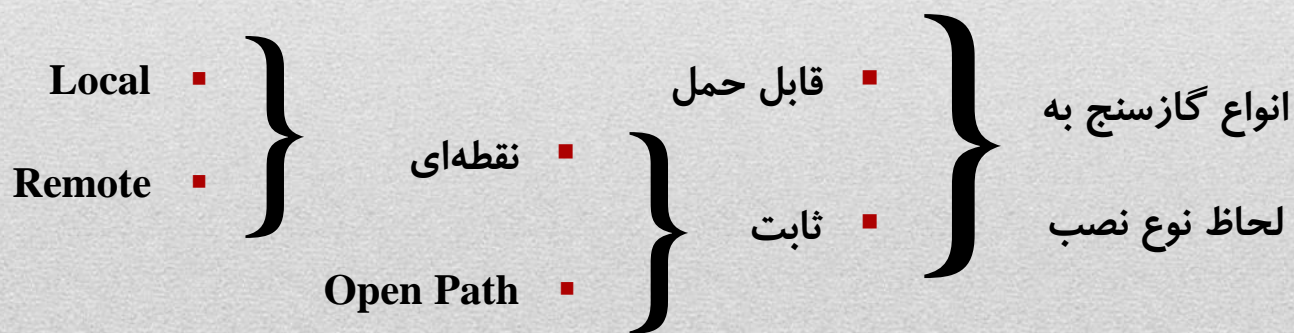 انواع گازسنج به
لحاظ نوع نصب
قابل حمل
ثابت
نقطه‌ای
Open Path
Local
Remote